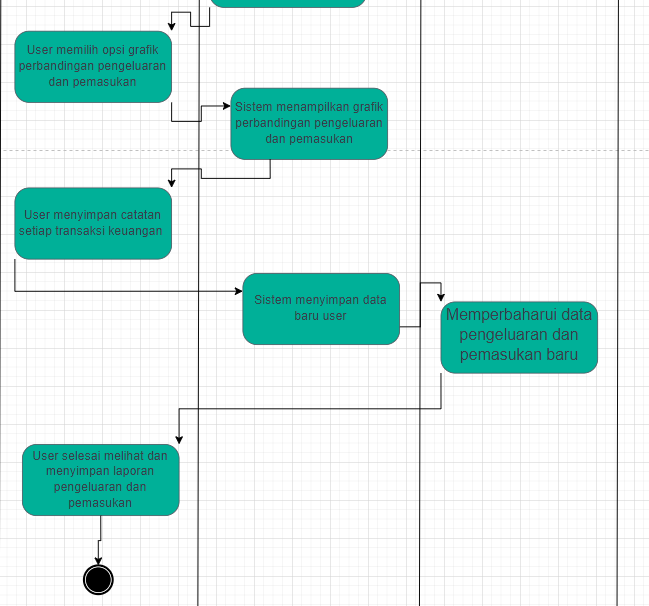 User memilih opsi grafik
perbandingan pengeluaran
dan pemasukan
Sistem menampilkan grafik
perbandingan pengeluaran
dan pemasukan
User menyimpan catatan
setiap transaksi keuangan
Sistem menyimpan data
baru user
Memperbaharui data
pengeluaran dan
pemasukan baru
User selesai melihat dan
menyimpan laporan
pengeluaran dan
pemasukan